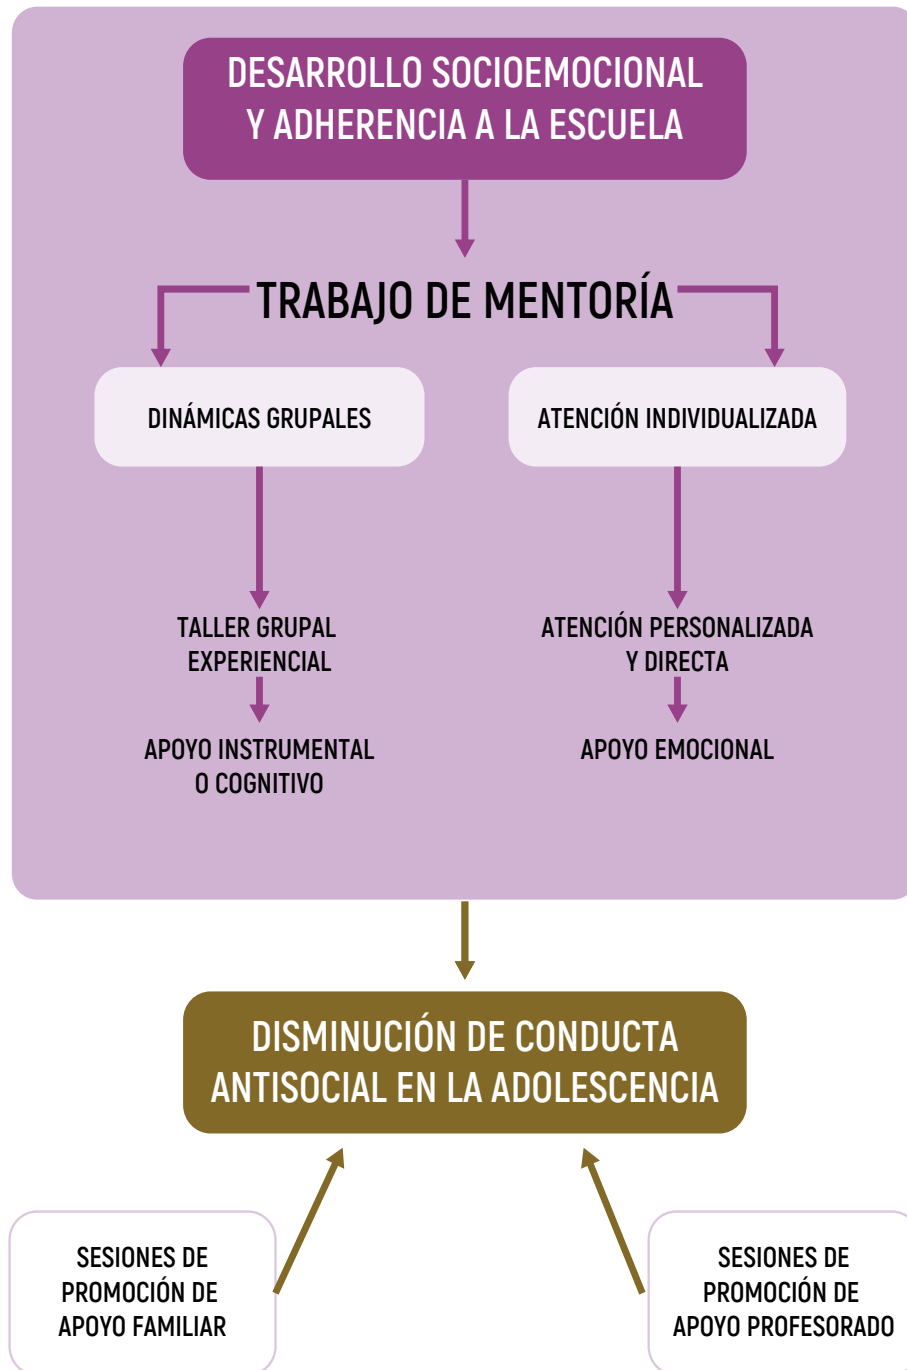 DESARROLLO SOCIOEMOCIONAL
Y ADHERENCIA A LA ESCUELA
TRABAJO DE MENTORÍA
DINÁMICAS GRUPALES
ATENCIÓN INDIVIDUALIZADA
TALLER GRUPAL
EXPERIENCIAL
ATENCIÓN PERSONALIZADA
Y DIRECTA
APOYO INSTRUMENTAL
O COGNITIVO
APOYO EMOCIONAL
DISMINUCIÓN DE CONDUCTA
ANTISOCIAL EN LA ADOLESCENCIA
SESIONES DE
PROMOCIÓN DE
APOYO FAMILIAR
SESIONES DE
PROMOCIÓN DE
APOYO PROFESORADO